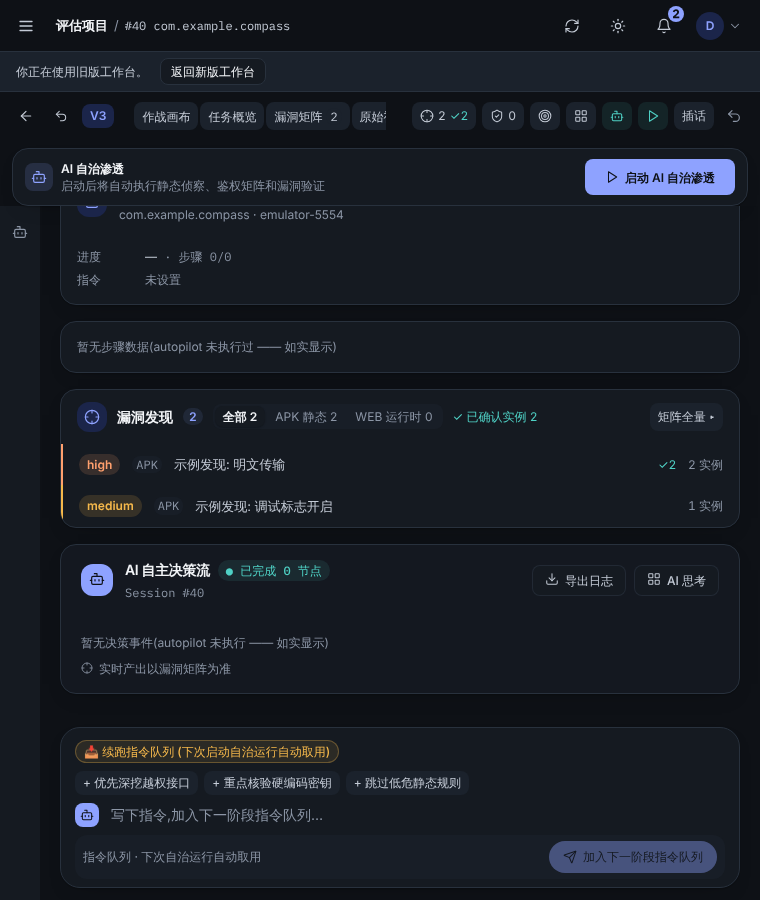 评估项目 / #40 com.example.compass
2
D
你正在使用旧版工作台。 返回新版工作台
V3 作战画布 任务概览 漏洞矩阵 2 原始 2 ✓2 0 插话
AI 自治渗透
启动后将自动执行静态侦察、鉴权矩阵和漏洞验证
启动 AI 自治渗透
com.example.compass · emulator-5554
进度 — · 步骤 0/0
指令 未设置
暂无步骤数据(autopilot 未执行过 —— 如实显示)
漏洞发现 2 全部 2 APK 静态 2 WEB 运行时 0 ✓ 已确认实例 2 矩阵全量 ▸
high APK 示例发现: 明文传输 ✓2 2 实例
medium APK 示例发现: 调试标志开启 1 实例
AI 自主决策流 ● 已完成 0 节点
Session #40
导出日志 AI 思考
暂无决策事件(autopilot 未执行 —— 如实显示)
实时产出以漏洞矩阵为准
📥 续跑指令队列 (下次启动自治运行自动取用)
+ 优先深挖越权接口 + 重点核验硬编码密钥 + 跳过低危静态规则
写下指令,加入下一阶段指令队列...
指令队列 · 下次自治运行自动取用 加入下一阶段指令队列